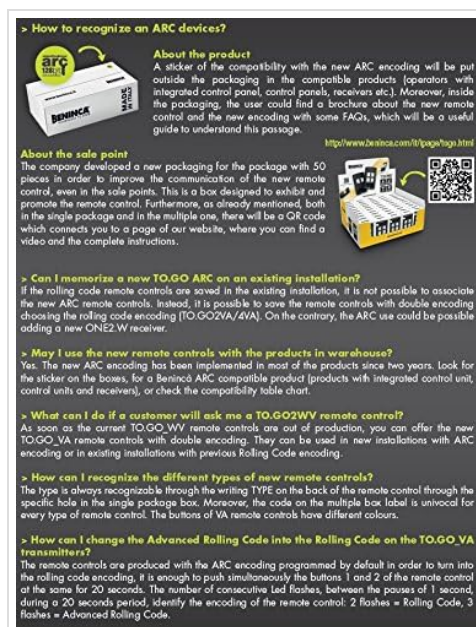 > How to recognize an ARC devices?
arc
128bit
BENINCA
MADE
IN ITALY
About the product
A sticker of the compatibility with the new ARC encoding will be put
outside the packaging in the compatible products (operators with
integrated control panel, control panels, receivers etc.). Moreover, inside
the packaging, the user could find a brochure about the new remote
control and the new encoding with some FAQs, which will be a useful
guide to understand this passage.
http://www.beninca.com/it/ipage/togo.html
About the sale point
The company developed a new packaging for the package with 50
pieces in order to improve the communication of the new remote
control, even in the sale points. This is a box designed to exhibit and
promote the remote control. Furthermore, as already mentioned, both
in the single package and in the multiple one, there will be a QR code
which connects you to a page of our website, where you can find a
video and the complete instructions.
> Can I memorize a new TO.GO ARC on an existing installation?
If the rolling code remote controls are saved in the existing installation, it is not possible to associate
the new ARC remote controls. Instead, it is possible to save the remote controls with double encoding
choosing the rolling code encoding (TO.GO2VA/4VA). On the contrary, the ARC use could be possible
adding a new ONE2.W receiver.
> May I use the new remote controls with the products in warehouse?
Yes. The new ARC encoding has been implemented in most of the products since two years. Look for
the sticker on the boxes, for a Benincà ARC compatible product (products with integrated control unit,
control units and receivers), or check the compatibility table chart.
> What can I do if a customer will ask me a TO.GO2WV remote control?
As soon as the current TO.GO_WV remote controls are out of production, you can offer the new
TO.GO_VA remote controls with double encoding. They can be used in new installations with ARC
encoding or in existing installations with previous Rolling Code encoding.
> How can I recognize the different types of new remote controls?
The type is always recognizable through the writing TYPE on the back of the remote control through the
specific hole in the single package box. Moreover, the code on the multiple box label is univocal for
every type of remote control. The buttons of VA remote controls have different colours.
> How can I change the Advanced Rolling Code into the Rolling Code on the TO.GO_VA
transmitters?
The remote controls are produced with the ARC encoding programmed by default in order to turn into
the rolling code encoding, it is enough to push simultaneously the buttons 1 and 2 of the remote control
at the same for 20 seconds. The number of consecutive Led flashes, between the pauses of 1 second,
during a 20 seconds period, identify the encoding of the remote control: 2 flashes = Rolling Code, 3
flashes = Advanced Rolling Code.